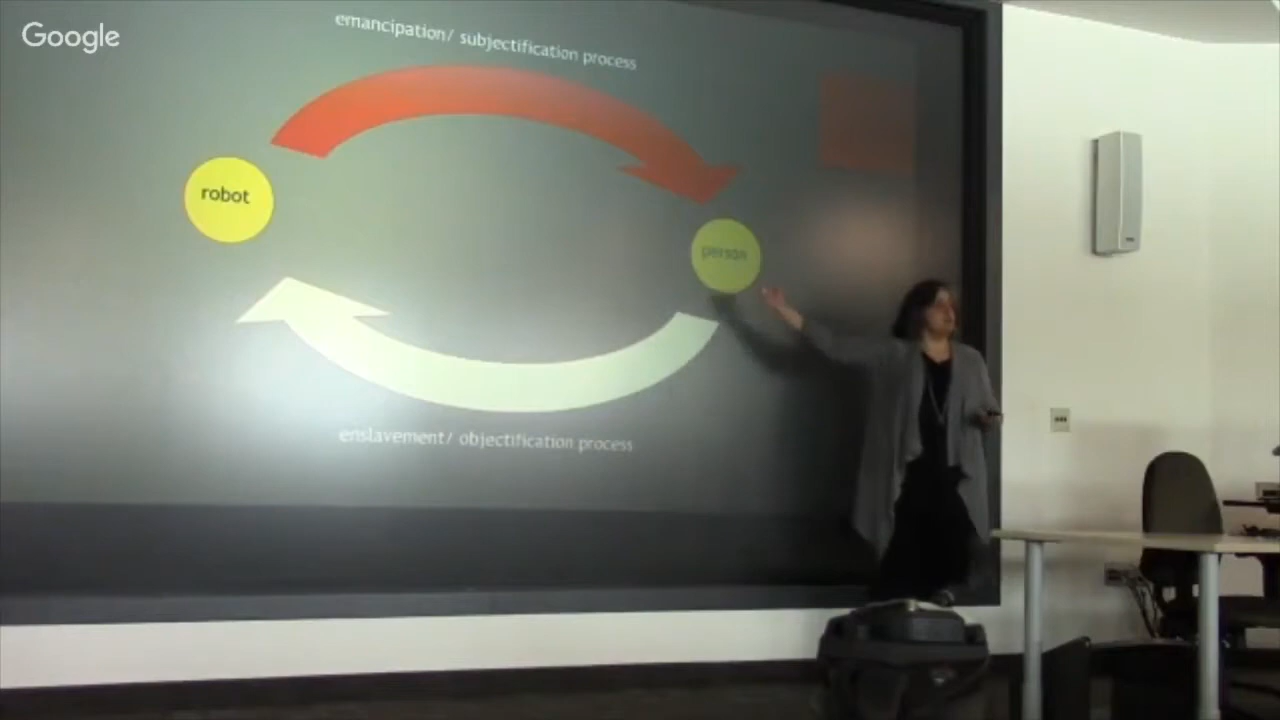 Google
emancipation/ subjectification process
robot
person
enslavement/ objectification process